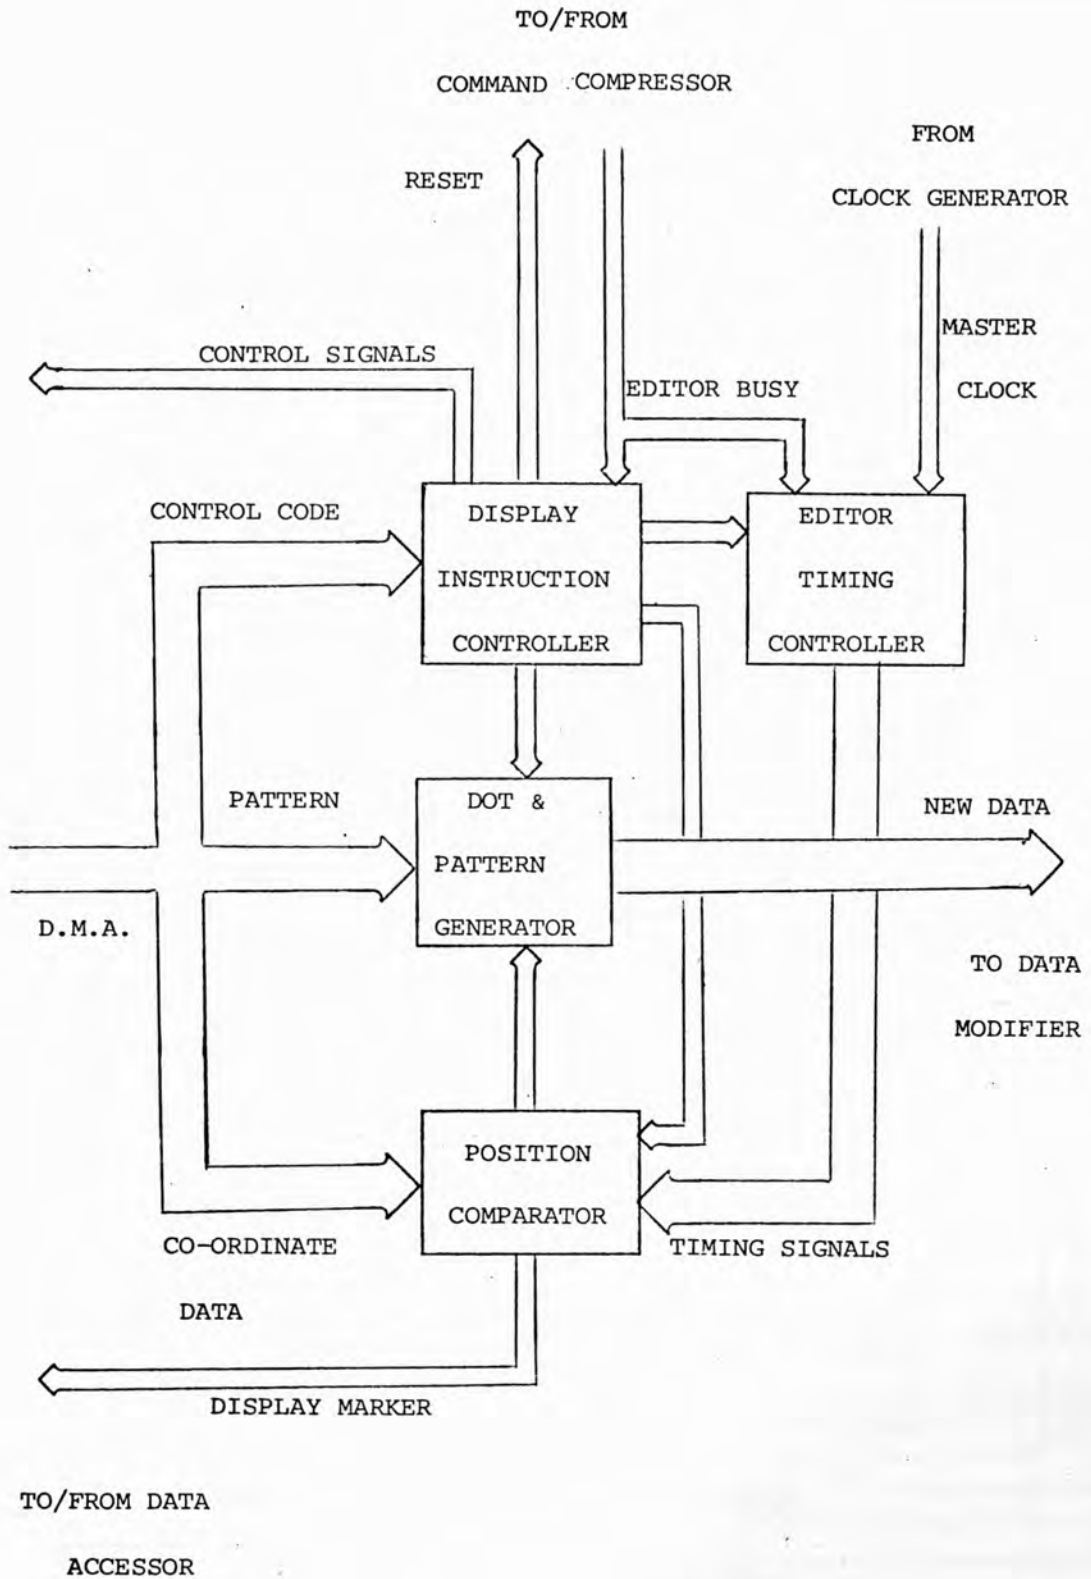 TO/FROM
COMMAND COMPRESSOR
FROM
RESET
CLOCK GENERATOR
MASTER
CONTROL SIGNALS
EDITOR BUSY
CLOCK
CONTROL CODE
DISPLAY
INSTRUCTION
CONTROLLER
EDITOR
TIMING
CONTROLLER
PATTERN
DOT &
PATTERN
GENERATOR
NEW DATA
D.M.A.
TO DATA
MODIFIER
POSITION
COMPARATOR
CO-ORDINATE
DATA
TIMING SIGNALS
DISPLAY MARKER
TO/FROM DATA
ACCESSOR